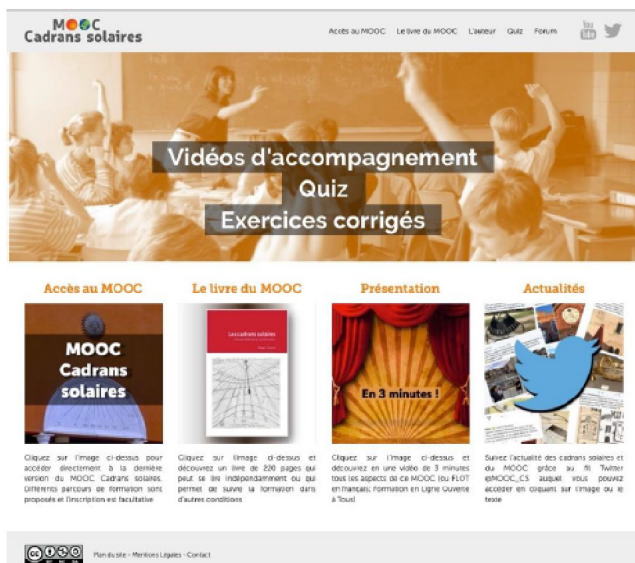 MOOC
Cadrans solaires
Accès au MOOC Le livre du MOOC L'auteur Quiz Forum You Tube
Vidéos d'accompagnement
Quiz
Exercices corrigés
Accès au MOOC
MOOC
Cadrans
solaires
Cliquez sur l'image ci-dessus pour
accéder directement à la dernière
version du MOOC Cadrans solaires.
Différents parcours de formation sont
proposés et l'inscription est facultative
Le livre du MOOC
Les cadrans solaires
Cliquez sur l'image ci-dessus et
découvrez un livre de 220 pages qui
peut se lire indépendamment ou qui
permet de suivre la formation dans
d'autres conditions
Présentation
En 3 minutes !
Cliquez sur l'image ci-dessus et
découvrez en une vidéo de 3 minutes
tous les aspects de ce MOOC (ou FLOT
en français: Formation en Ligne Ouverte
à Tous)
Actualités
Suivez l'actualité des cadrans solaires et
du MOOC grâce au fil Twitter
@MOOC_CS auquel vous pouvez
accéder en cliquant sur l'image ou le
texte
cc BY NC SA
Plan du site - Mentions Légales - Contact